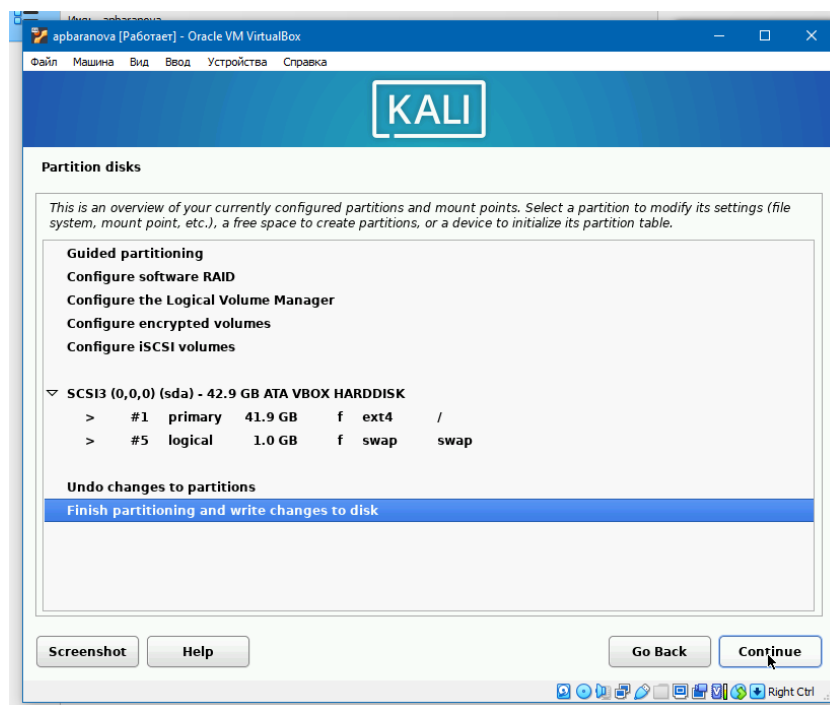 Имя: apbaranova
apbaranova [Работает] - Oracle VM VirtualBox
Файл Машина Вид Ввод Устройства Справка
KALI
Partition disks
This is an overview of your currently configured partitions and mount points. Select a partition to modify its settings (file
system, mount point, etc.), a free space to create partitions, or a device to initialize its partition table.
Guided partitioning
Configure software RAID
Configure the Logical Volume Manager
Configure encrypted volumes
Configure iSCSI volumes
SCSI3 (0,0,0) (sda) - 42.9 GB ATA VBOX HARDDISK
> #1 primary 41.9 GB f ext4 /
> #5 logical 1.0 GB f swap swap
Undo changes to partitions
Finish partitioning and write changes to disk
Screenshot Help Go Back Continue
Right Ctrl